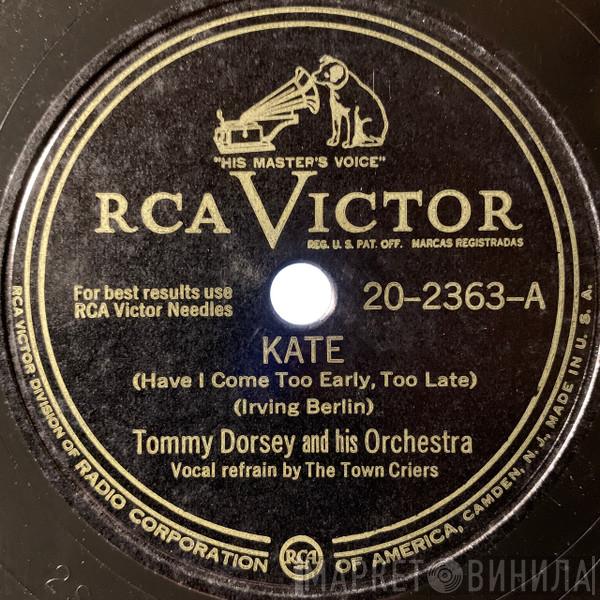 "HIS MASTER'S VOICE"
RCA VICTOR
REG. U. S. PAT. OFF. MARCAS REGISTRADAS
For best results use
RCA Victor Needles
20-2363-A
KATE
(Have I Come Too Early, Too Late)
(Irving Berlin)
Tommy Dorsey and his Orchestra
Vocal refrain by The Town Criers
RCA VICTOR DIVISION OF RADIO CORPORATION OF AMERICA, CAMDEN, N. J., MADE IN U. S. A.
RCA
МАРКЕТ ВИНИЛА